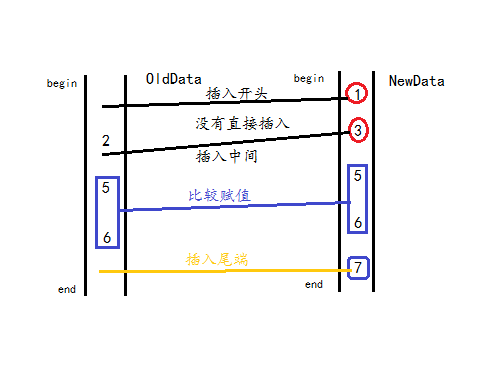 begin
OldData
begin
NewData
插入开头
1
没有直接插入
3
2
插入中间
5
5
比较赋值
6
6
插入尾端
7
end
end